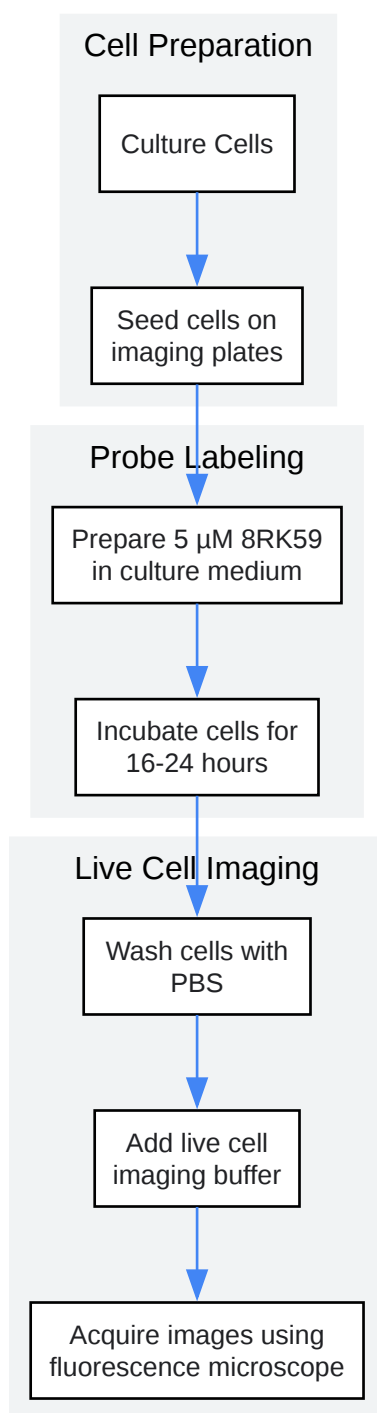 Cell Preparation
Culture Cells
Seed cells on
imaging plates
Probe Labeling
Prepare 5 µM 8RK59
in culture medium
Incubate cells for
16-24 hours
Live Cell Imaging
Wash cells with
PBS
Add live cell
imaging buffer
Acquire images using
fluorescence microscope